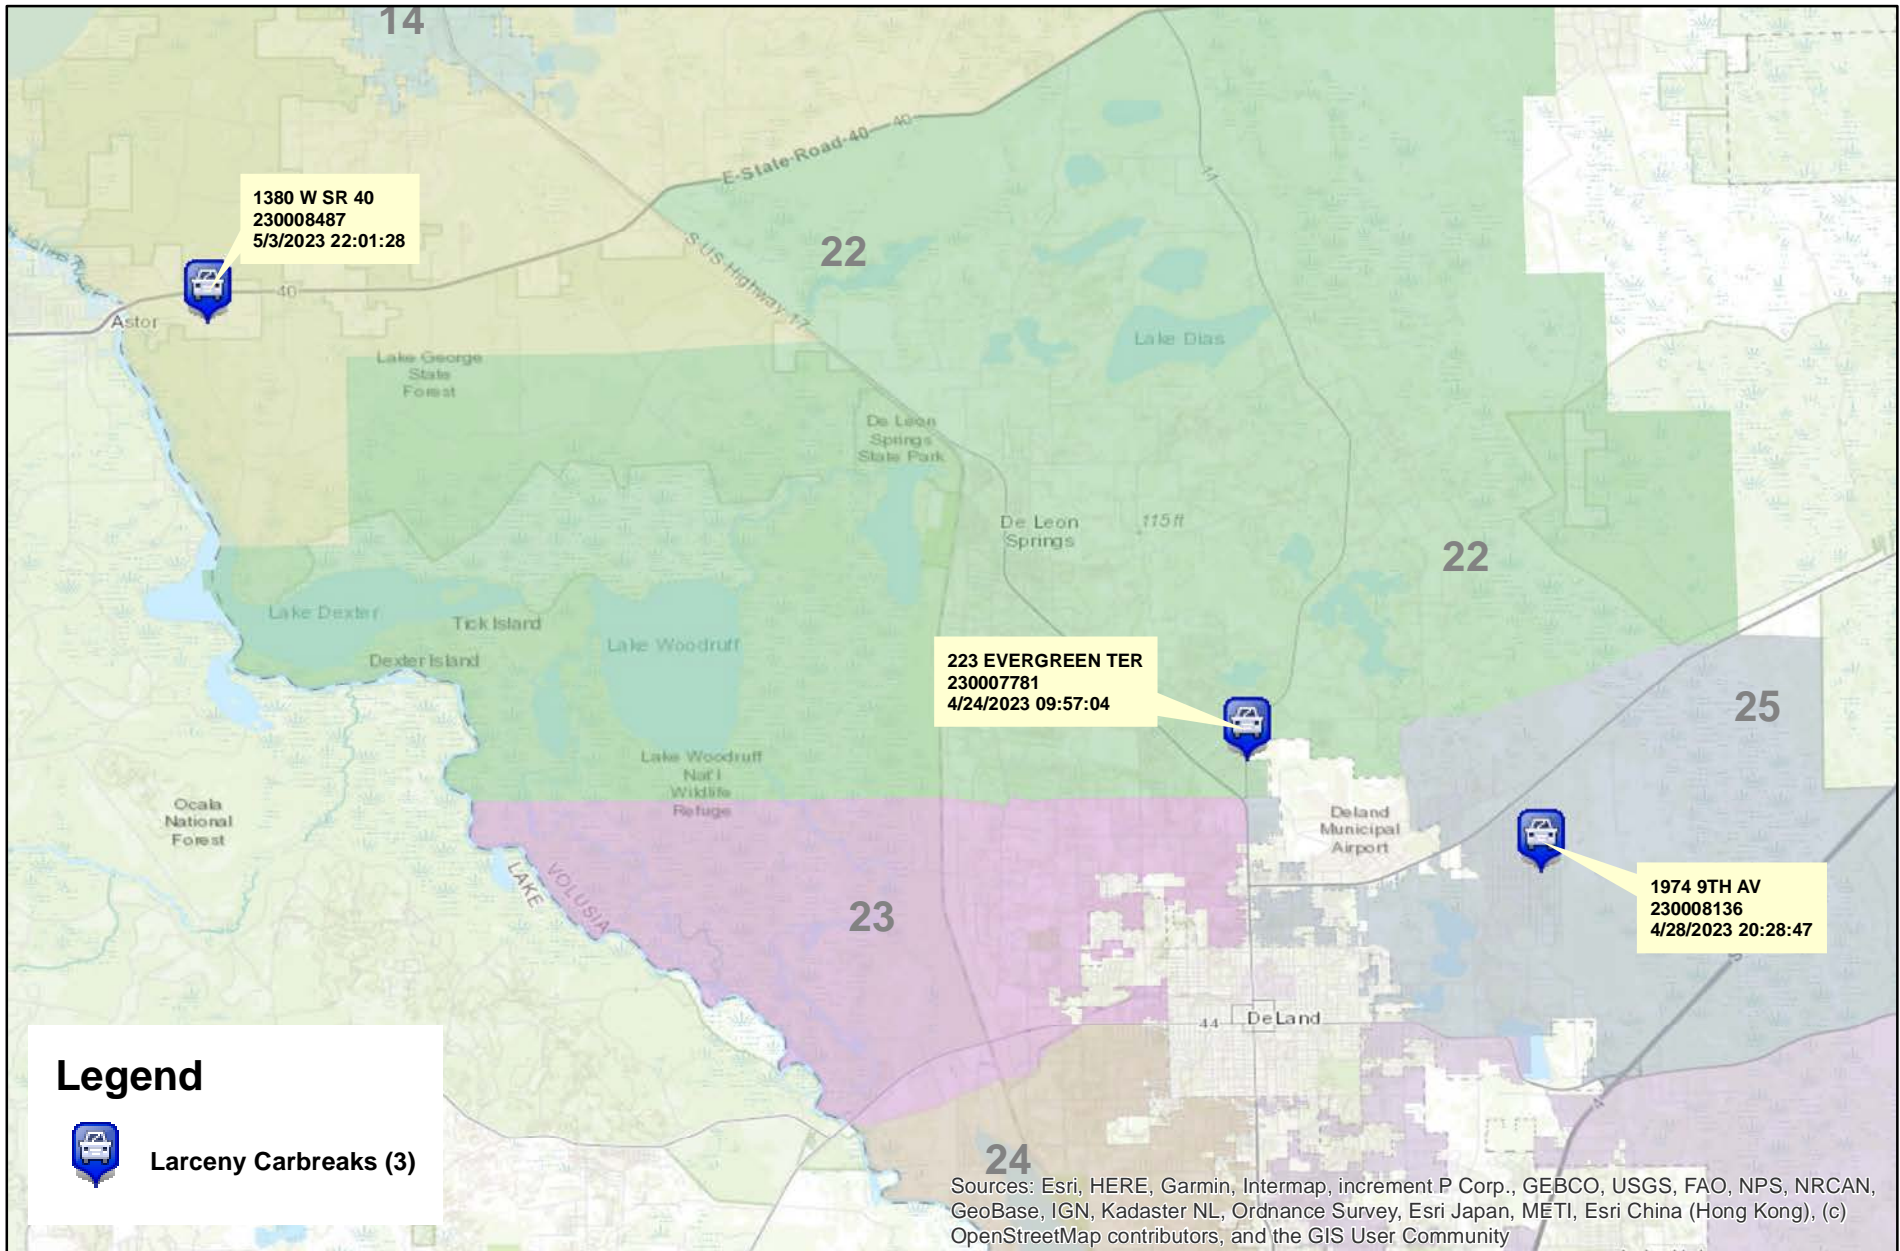 14
E-State-Road-40
40
1380 W SR 40
230008487
5/3/2023 22:01:28
14
22
S US Highway 17
40
Astor
Lake Dias
Lake George
State
Forest
De Leon
Springs
State Park
De Leon
Springs
115 ft
22
Lake Dexter
Tick Island
Lake Woodruff
Dexter Island
223 EVERGREEN TER
230007781
4/24/2023 09:57:04
25
Lake Woodruff
Nat'l
Wildlife
Refuge
Ocala
National
Forest
Deland
Municipal
Airport
LAKE
VOLUSIA
23
1974 9TH AV
230008136
4/28/2023 20:28:47
44
DeLand
Legend
Larceny Carbreaks (3)
24
Sources: Esri, HERE, Garmin, Intermap, increment P Corp., GEBCO, USGS, FAO, NPS, NRCAN,
GeoBase, IGN, Kadaster NL, Ordnance Survey, Esri Japan, METI, Esri China (Hong Kong), (c)
OpenStreetMap contributors, and the GIS User Community